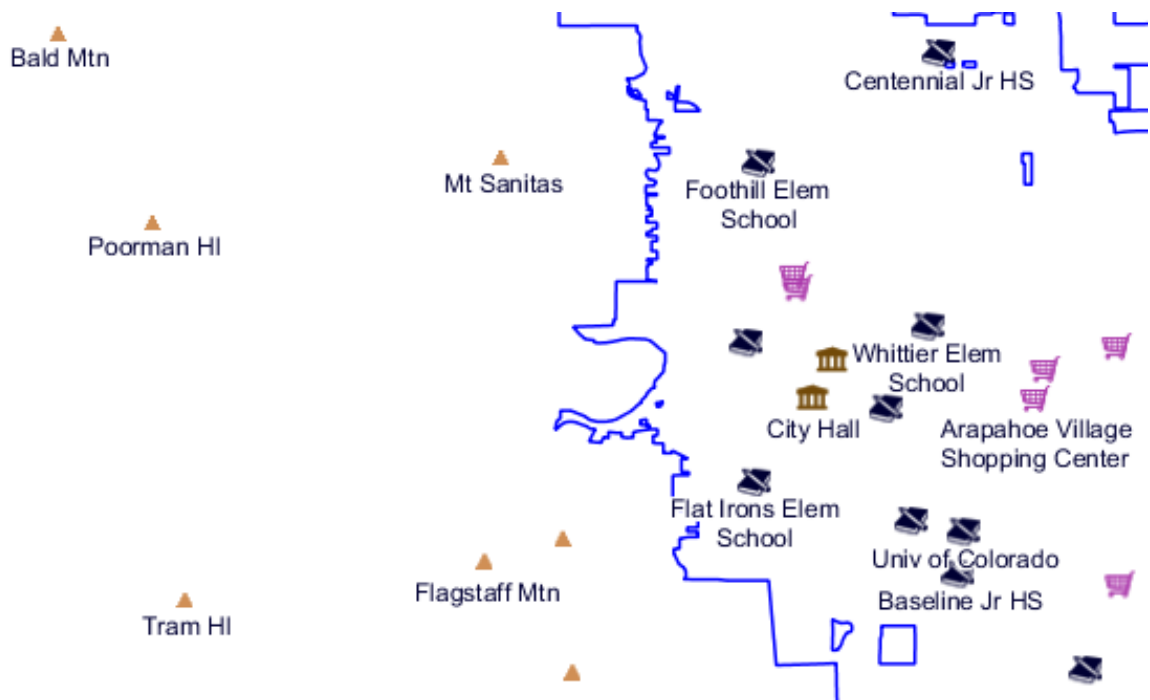 Bald Mtn
Centennial Jr HS
Mt Sanitas
Foothill Elem
School
Poorman Hl
Whittier Elem
School
City Hall
Arapahoe Village
Shopping Center
Flat Irons Elem
School
Univ of Colorado
Flagstaff Mtn
Baseline Jr HS
Tram Hl